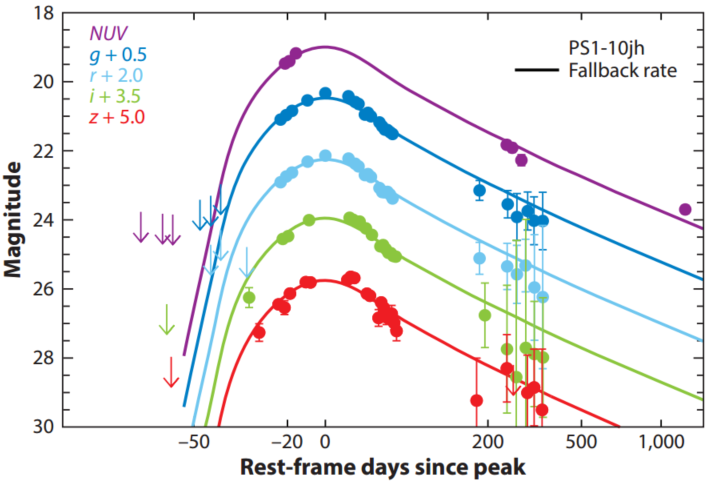 18
20
22
24
26
28
30
Magnitude
NUV
g + 0.5
r + 2.0
i + 3.5
z + 5.0
PS1-10jh
Fallback rate
–50
–20
0
200
500
1,000
Rest-frame days since peak